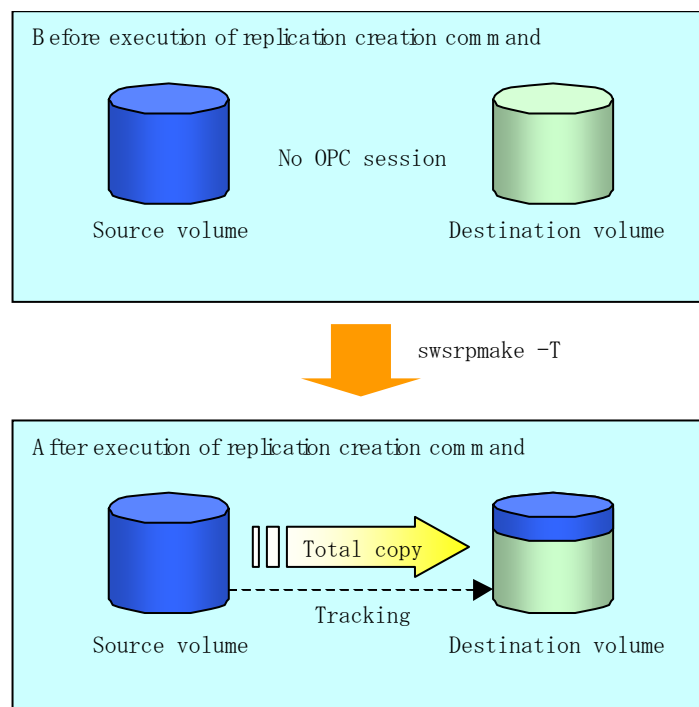 Before execution of replication creation command
No OPC session
Source volume
Destination volume
swsrpmake -T
After execution of replication creation command
Total copy
Tracking
Source volume
Destination volume